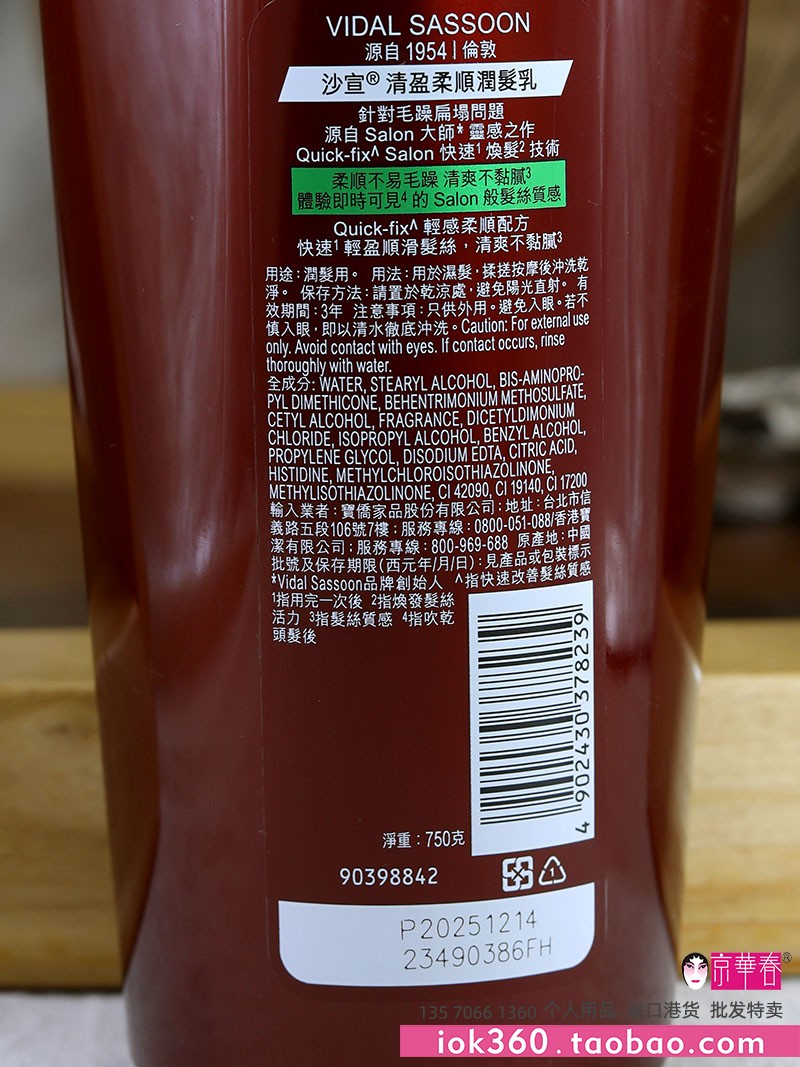 VIDAL SASSOON
源自 1954 | 倫敦
沙宣® 清盈柔順潤髮乳
針對毛躁扁塌問題
源自 Salon 大師* 靈感之作
Quick-fix^ Salon 快速¹ 煥髮² 技術
柔順不易毛躁 清爽不黏膩³
體驗即時可見⁴ 的 Salon 般髮絲質感
Quick-fix^ 輕感柔順配方
快速¹ 輕盈順滑髮絲，清爽不黏膩³
用途：潤髮用。 用法：用於濕髮，揉搓按摩後沖洗乾
淨。 保存方法：請置於乾涼處，避免陽光直射。 有
效期間：3年 注意事項：只供外用。避免入眼。若不
慎入眼，即以清水徹底沖洗。Caution: For external use
only. Avoid contact with eyes. If contact occurs, rinse
thoroughly with water.
全成分: WATER, STEARYL ALCOHOL, BIS-AMINOPRO-
PYL DIMETHICONE, BEHENTRIMONIUM METHOSULFATE,
CETYL ALCOHOL, FRAGRANCE, DICETYLDIMONIUM
CHLORIDE, ISOPROPYL ALCOHOL, BENZYL ALCOHOL,
PROPYLENE GLYCOL, DISODIUM EDTA, CITRIC ACID,
HISTIDINE, METHYLCHLOROISOTHIAZOLINONE,
METHYLISOTHIAZOLINONE, CI 42090, CI 19140, CI 17200
輸入業者：寶僑家品股份有限公司：地址：台北市信
義路五段106號7樓；服務專線：0800-051-088/香港寶
潔有限公司；服務專線：800-969-688 原產地：中國
批號及保存期限(西元年/月/日)：見產品或包裝標示
*Vidal Sassoon品牌創始人 ^指快速改善髮絲質感
1指用完一次後 2指煥發髮絲
活力 3指髮絲質感 4指吹乾
頭髮後
4 902430 378239
淨重：750克
90398842
1
P20251214
23490386FH
京華春®
135 7066 1360 个人用品 口港货 批发特卖
iok360.taobao.com